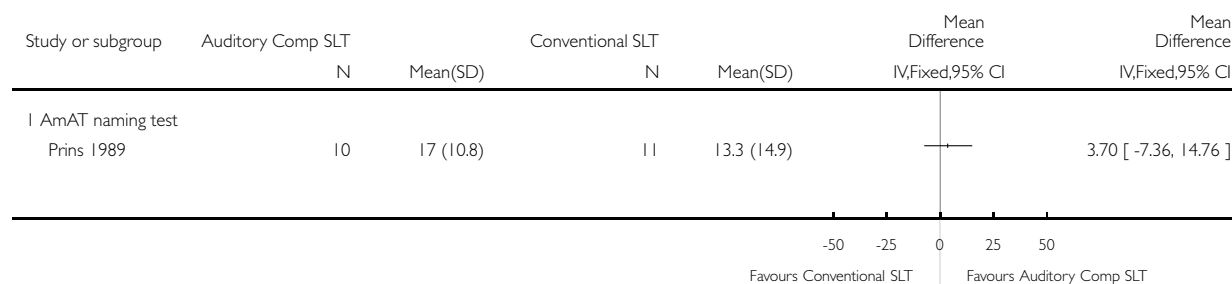 Mean Mean
Study or subgroup Auditory Comp SLT Conventional SLT Difference Difference
N Mean(SD) N Mean(SD) IV,Fixed,95% CI IV,Fixed,95% CI
1 AmAT naming test
Prins 1989 10 17 (10.8) 11 13.3 (14.9) 3.70 [ -7.36, 14.76 ]
-50 -25 0 25 50
Favours Conventional SLT Favours Auditory Comp SLT